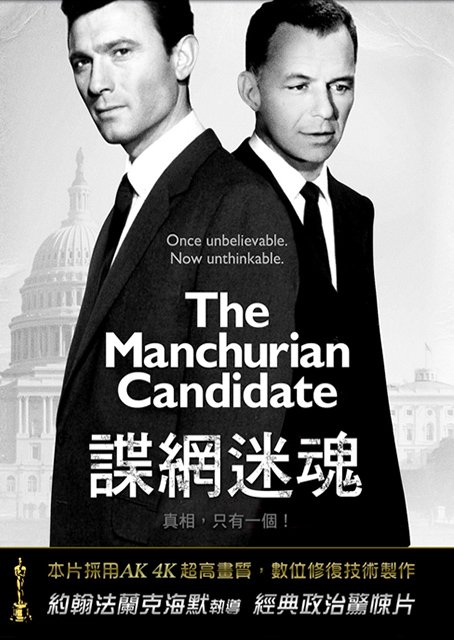 Once unbelievable.
Now unthinkable.
The
Manchurian
Candidate
諜網迷魂
真相，只有一個！
本片採用AK 4K 超高畫質，數位修復技術製作
約翰法蘭克海默執導 經典政治驚悚片